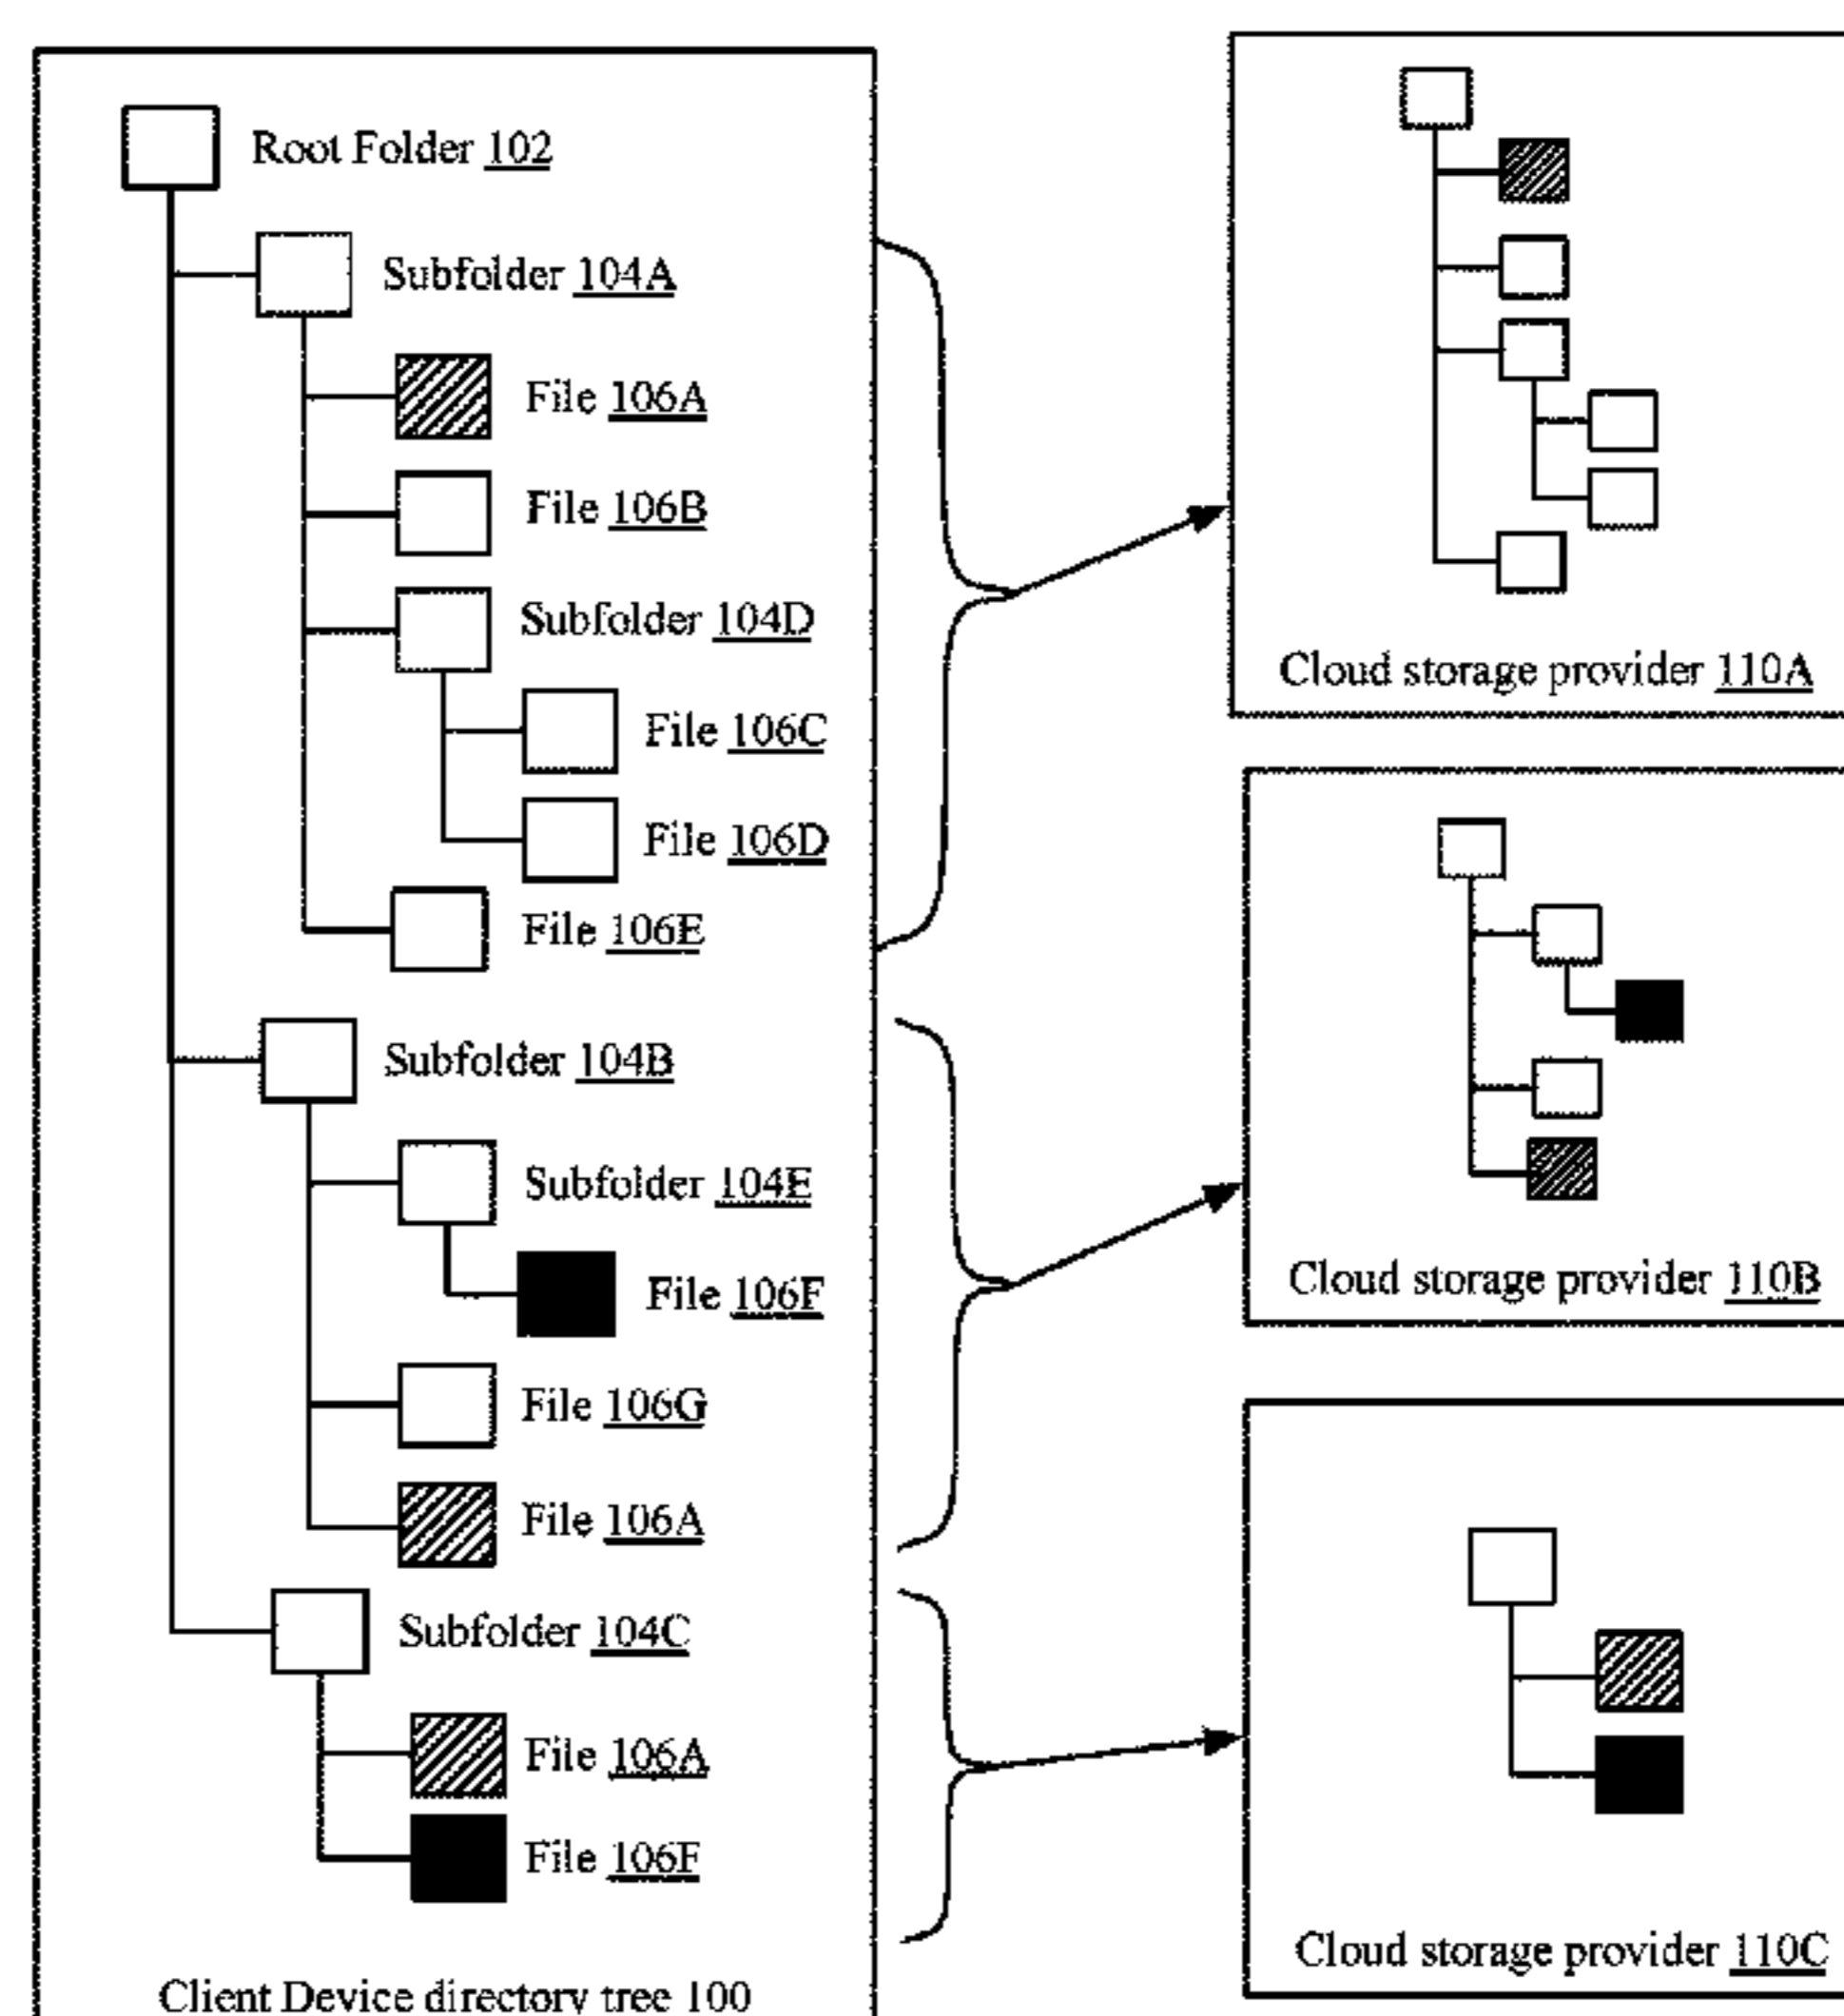 Root Folder 102
Subfolder 104A
File 106A
File 106B
Subfolder 104D
File 106C
File 106D
File 106E
Subfolder 104B
Subfolder 104E
File 106F
File 106G
File 106A
Subfolder 104C
File 106A
File 106F
Client Device directory tree 100
Cloud storage provider 110A
Cloud storage provider 110B
Cloud storage provider 110C